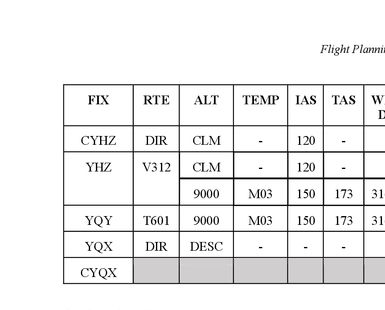 Flight Planni
FIX RTE ALT TEMP IAS TAS W
D
CYHZ DIR CLM - 120 -
YHZ V312 CLM - 120 -
9000 M03 150 173 31
YQY T601 9000 M03 150 173 31
YQX DIR DESC - - -
CYQX